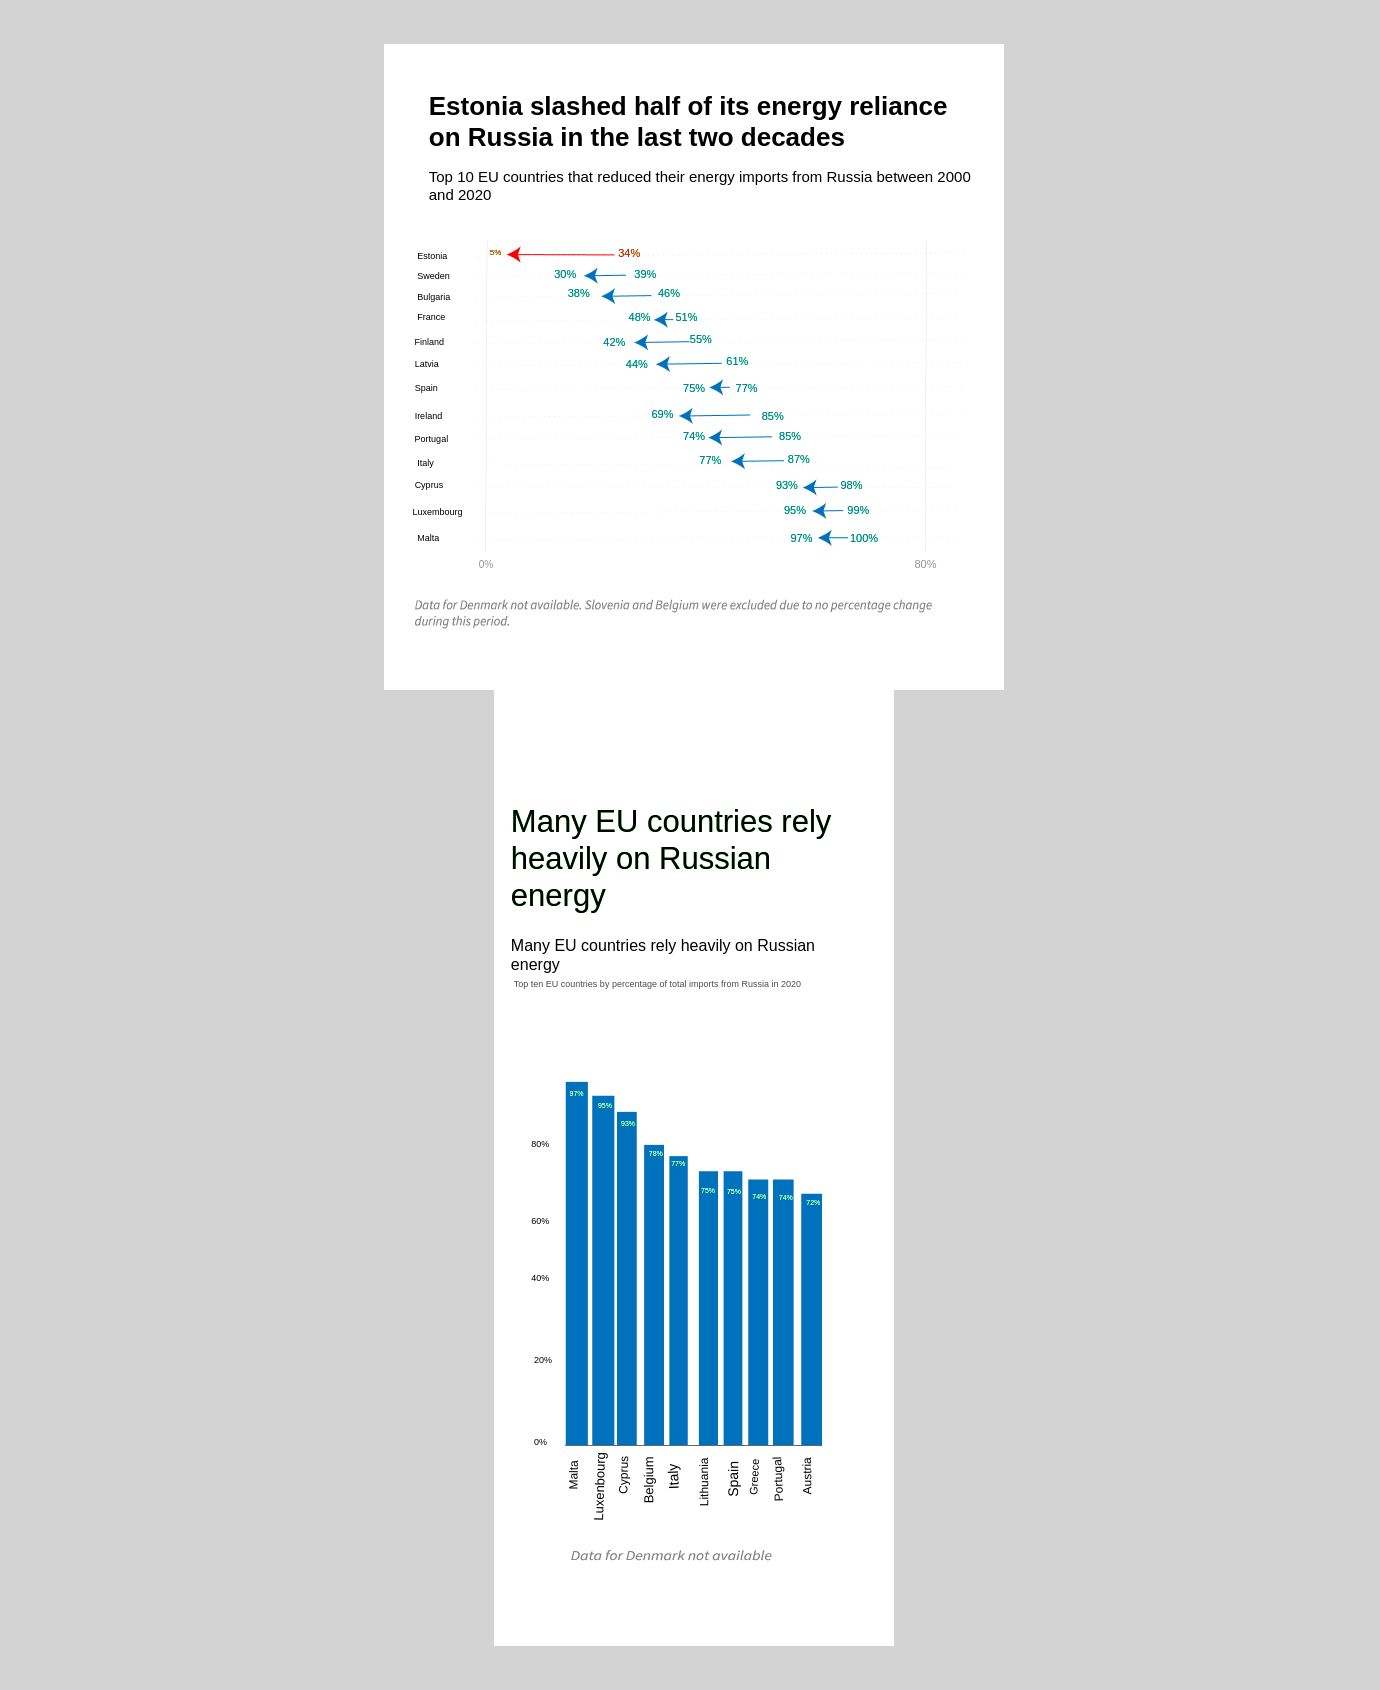 Estonia slashed half of its energy reliance
on Russia in the last two decades
Top 10 EU countries that reduced their energy imports from Russia between 2000
and 2020
Estonia 5% 34%
Sweden 30% 39%
Bulgaria 38% 46%
France 48% 51%
Finland 42% 55%
Latvia 44% 61%
Spain 75% 77%
Ireland 69% 85%
Portugal 74% 85%
Italy 77% 87%
Cyprus 93% 98%
Luxembourg 95% 99%
Malta 97% 100%
0% 80%
Data for Denmark not available. Slovenia and Belgium were excluded due to no percentage change
during this period.
Many EU countries rely
heavily on Russian
energy
Many EU countries rely heavily on Russian
energy
Top ten EU countries by percentage of total imports from Russia in 2020
97% 95% 93% 78% 77% 75% 75% 74% 74% 72%
80%
60%
40%
20%
0%
Malta Luxenbourg Cyprus Belgium Italy Lithuania Spain Greece Portugal Austria
Data for Denmark not available